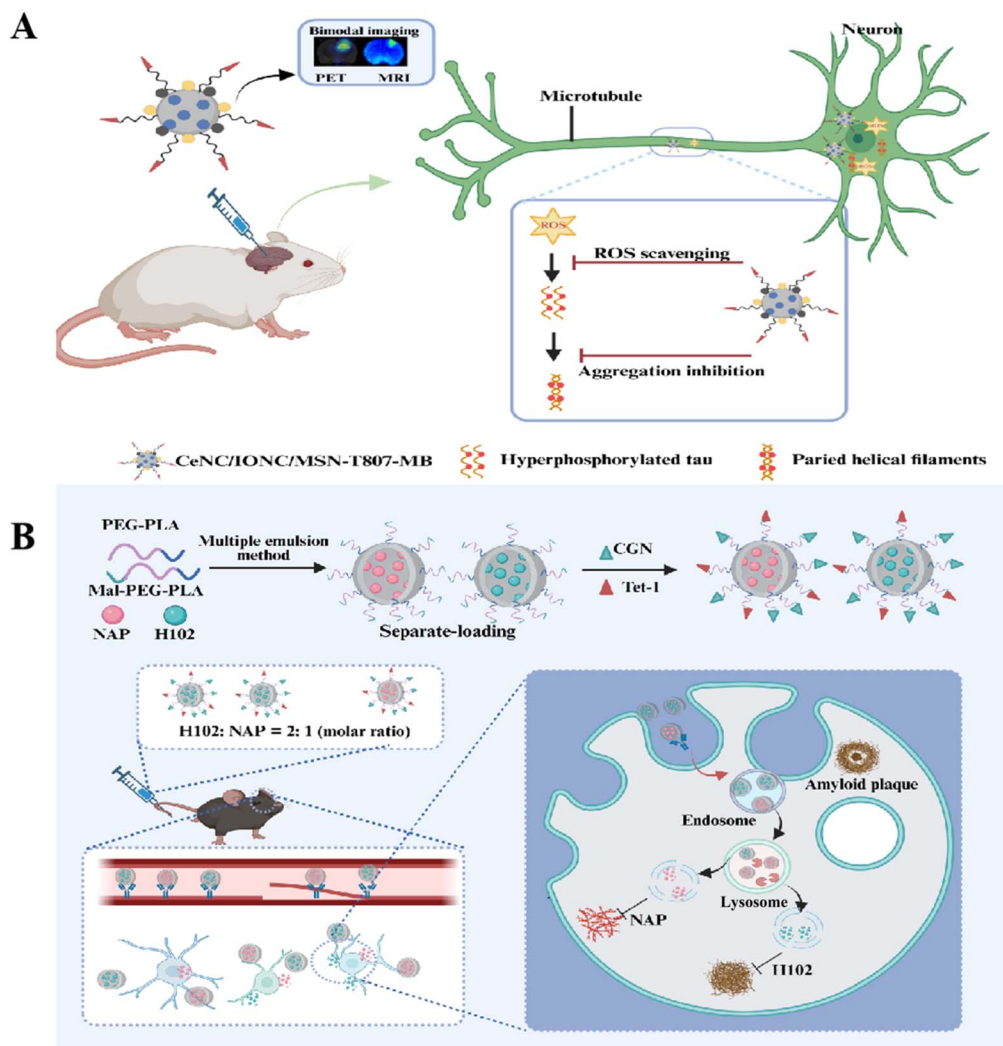 A
Bimodal imaging
PET MRI
Neuron
Microtubule
ROS
ROS
ROS
ROS scavenging
Aggregation inhibition
CeNC/IONC/MSN-T807-MB
Hyperphosphorylated tau
Paried helical filaments
B
PEG-PLA
Mal-PEG-PLA
NAP H102
Multiple emulsion
method
Separate-loading
CGN
Tet-1
H102: NAP = 2: 1 (molar ratio)
Amyloid plaque
Endosome
Lysosome
NAP
H102